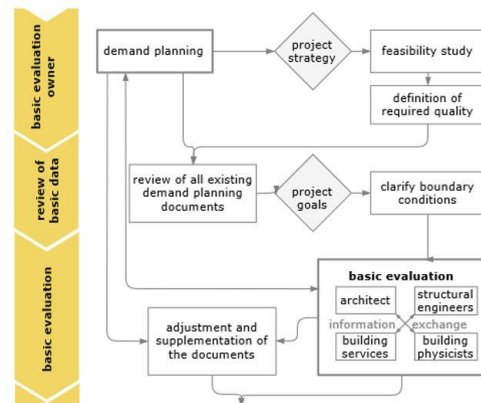 basic evaluation
owner
demand planning
project
strategy
feasibility study
definition of
required quality
review of
basic data
review of all existing
demand planning
documents
project
goals
clarify boundary
conditions
basic evaluation
basic evaluation
architect
structural
engineers
information exchange
building
services
building
physicists
adjustment and
supplementation of
the documents